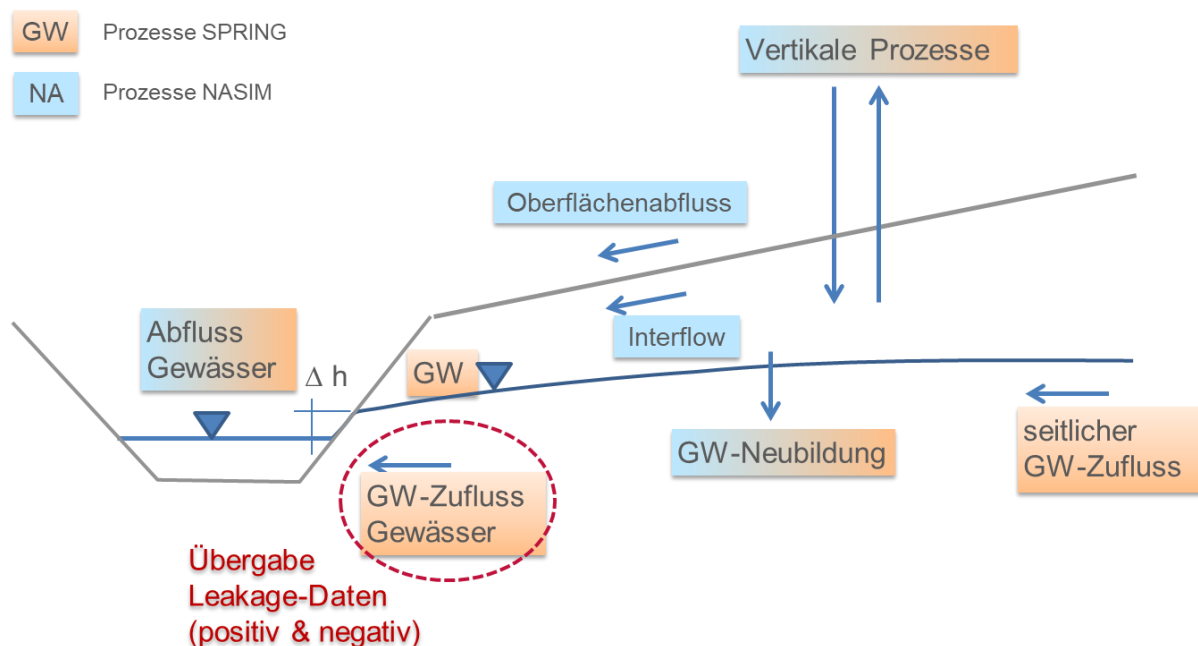 GW
Prozesse SPRING
NA
Prozesse NASIM
Vertikale Prozesse
Oberflächenabfluss
Interflow
Abfluss
Gewässer
Δ h
GW
GW-Neubildung
seitlicher
GW-Zufluss
GW-Zufluss
Gewässer
Übergabe
Leakage-Daten
(positiv & negativ)